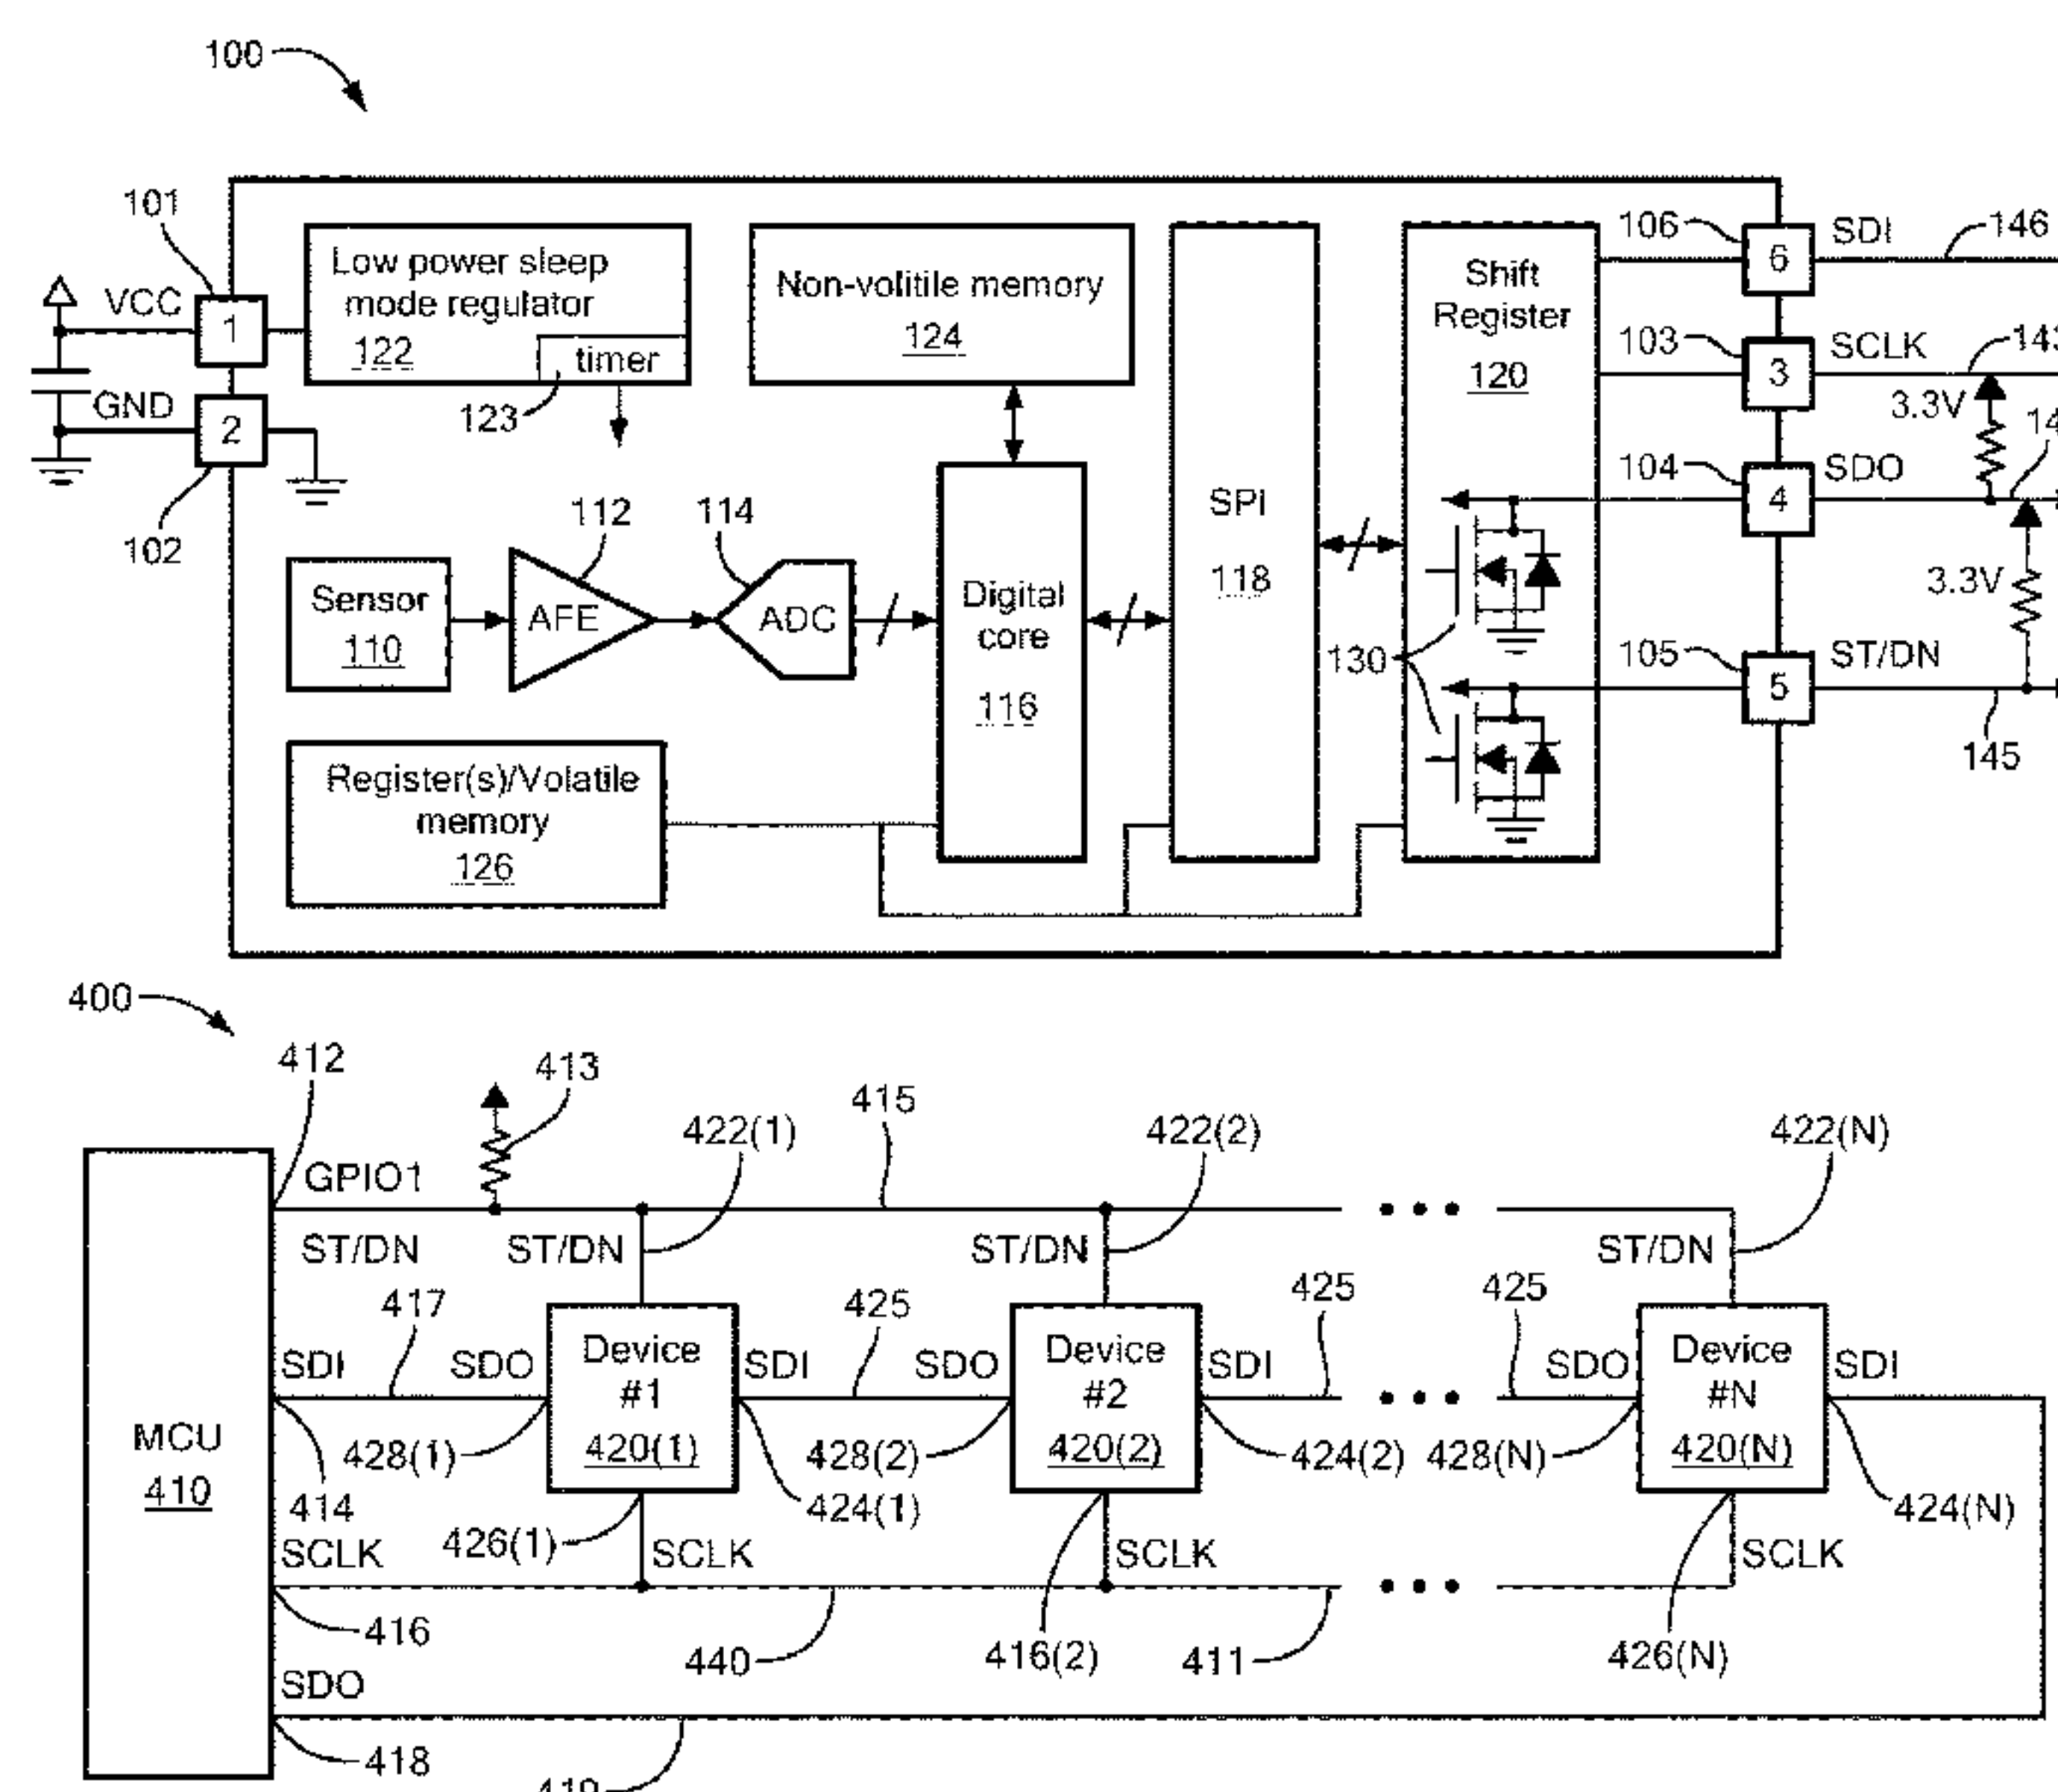 100
101
VCC
1
GND
2
102
Low power sleep
mode regulator
122
timer
123
Non-volitile memory
124
Sensor
110
112
AFE
114
ADC
Digital
core
116
Register(s)/Volatile
memory
126
SPI
118
Shift
Register
120
130
106
6
SDI
146
103
3
SCLK
143
3.3V
104
4
SDO
14
3.3V
105
5
ST/DN
145
400
412
413
415
422(1)
422(2)
422(N)
GPIO1
ST/DN
ST/DN
ST/DN
ST/DN
417
425
425
425
SDI
SDO
Device
#1
420(1)
SDI
SDO
Device
#2
420(2)
SDI
SDO
Device
#N
420(N)
SDI
MCU
410
414
428(1)
424(1)
428(2)
424(2)
428(N)
424(N)
426(1)
SCLK
SCLK
SCLK
SCLK
416
440
416(2)
411
426(N)
SDO
418
419